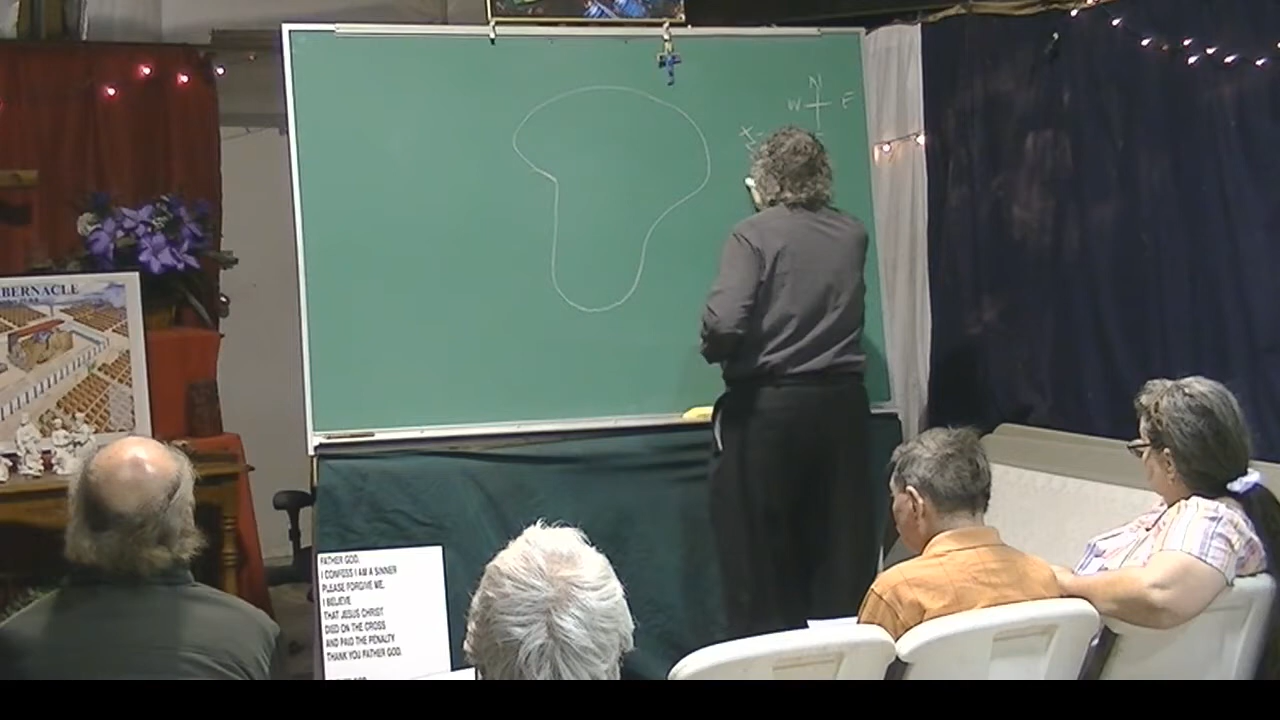 N
W E
BERNACLE
FATHER GOD,
I CONFESS I AM A SINNER
PLEASE FORGIVE ME.
I BELIEVE
THAT JESUS CHRIST
DIED ON THE CROSS
AND PAID THE PENALTY
THANK YOU FATHER GOD.